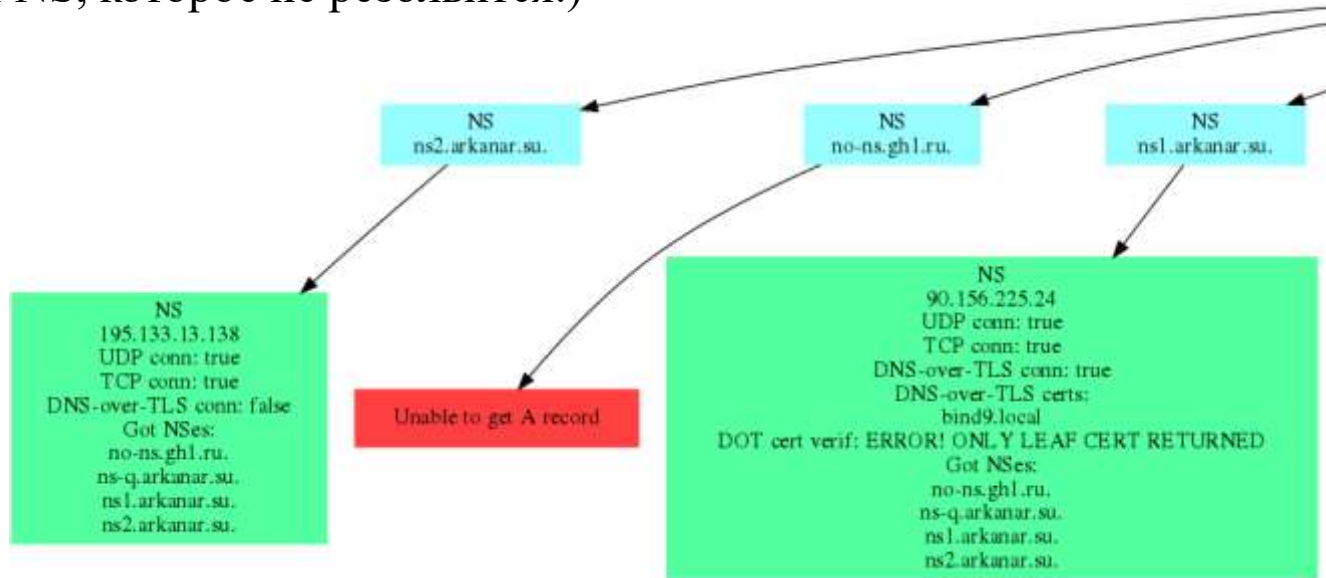 NS, которое не резолвится.)
NS
ns2.arkanar.su.
NS
no-ns.gh1.ru.
NS
ns1.arkanar.su.
NS
195.133.13.138
UDP conn: true
TCP conn: true
DNS-over-TLS conn: false
Got NSes:
no-ns.gh1.ru.
ns-q.arkanar.su.
ns1.arkanar.su.
ns2.arkanar.su.
Unable to get A record
NS
90.156.225.24
UDP conn: true
TCP conn: true
DNS-over-TLS conn: true
DNS-over-TLS certs:
bind9.local
DOT cert verif: ERROR! ONLY LEAF CERT RETURNED
Got NSes:
no-ns.gh1.ru.
ns-q.arkanar.su.
ns1.arkanar.su.
ns2.arkanar.su.